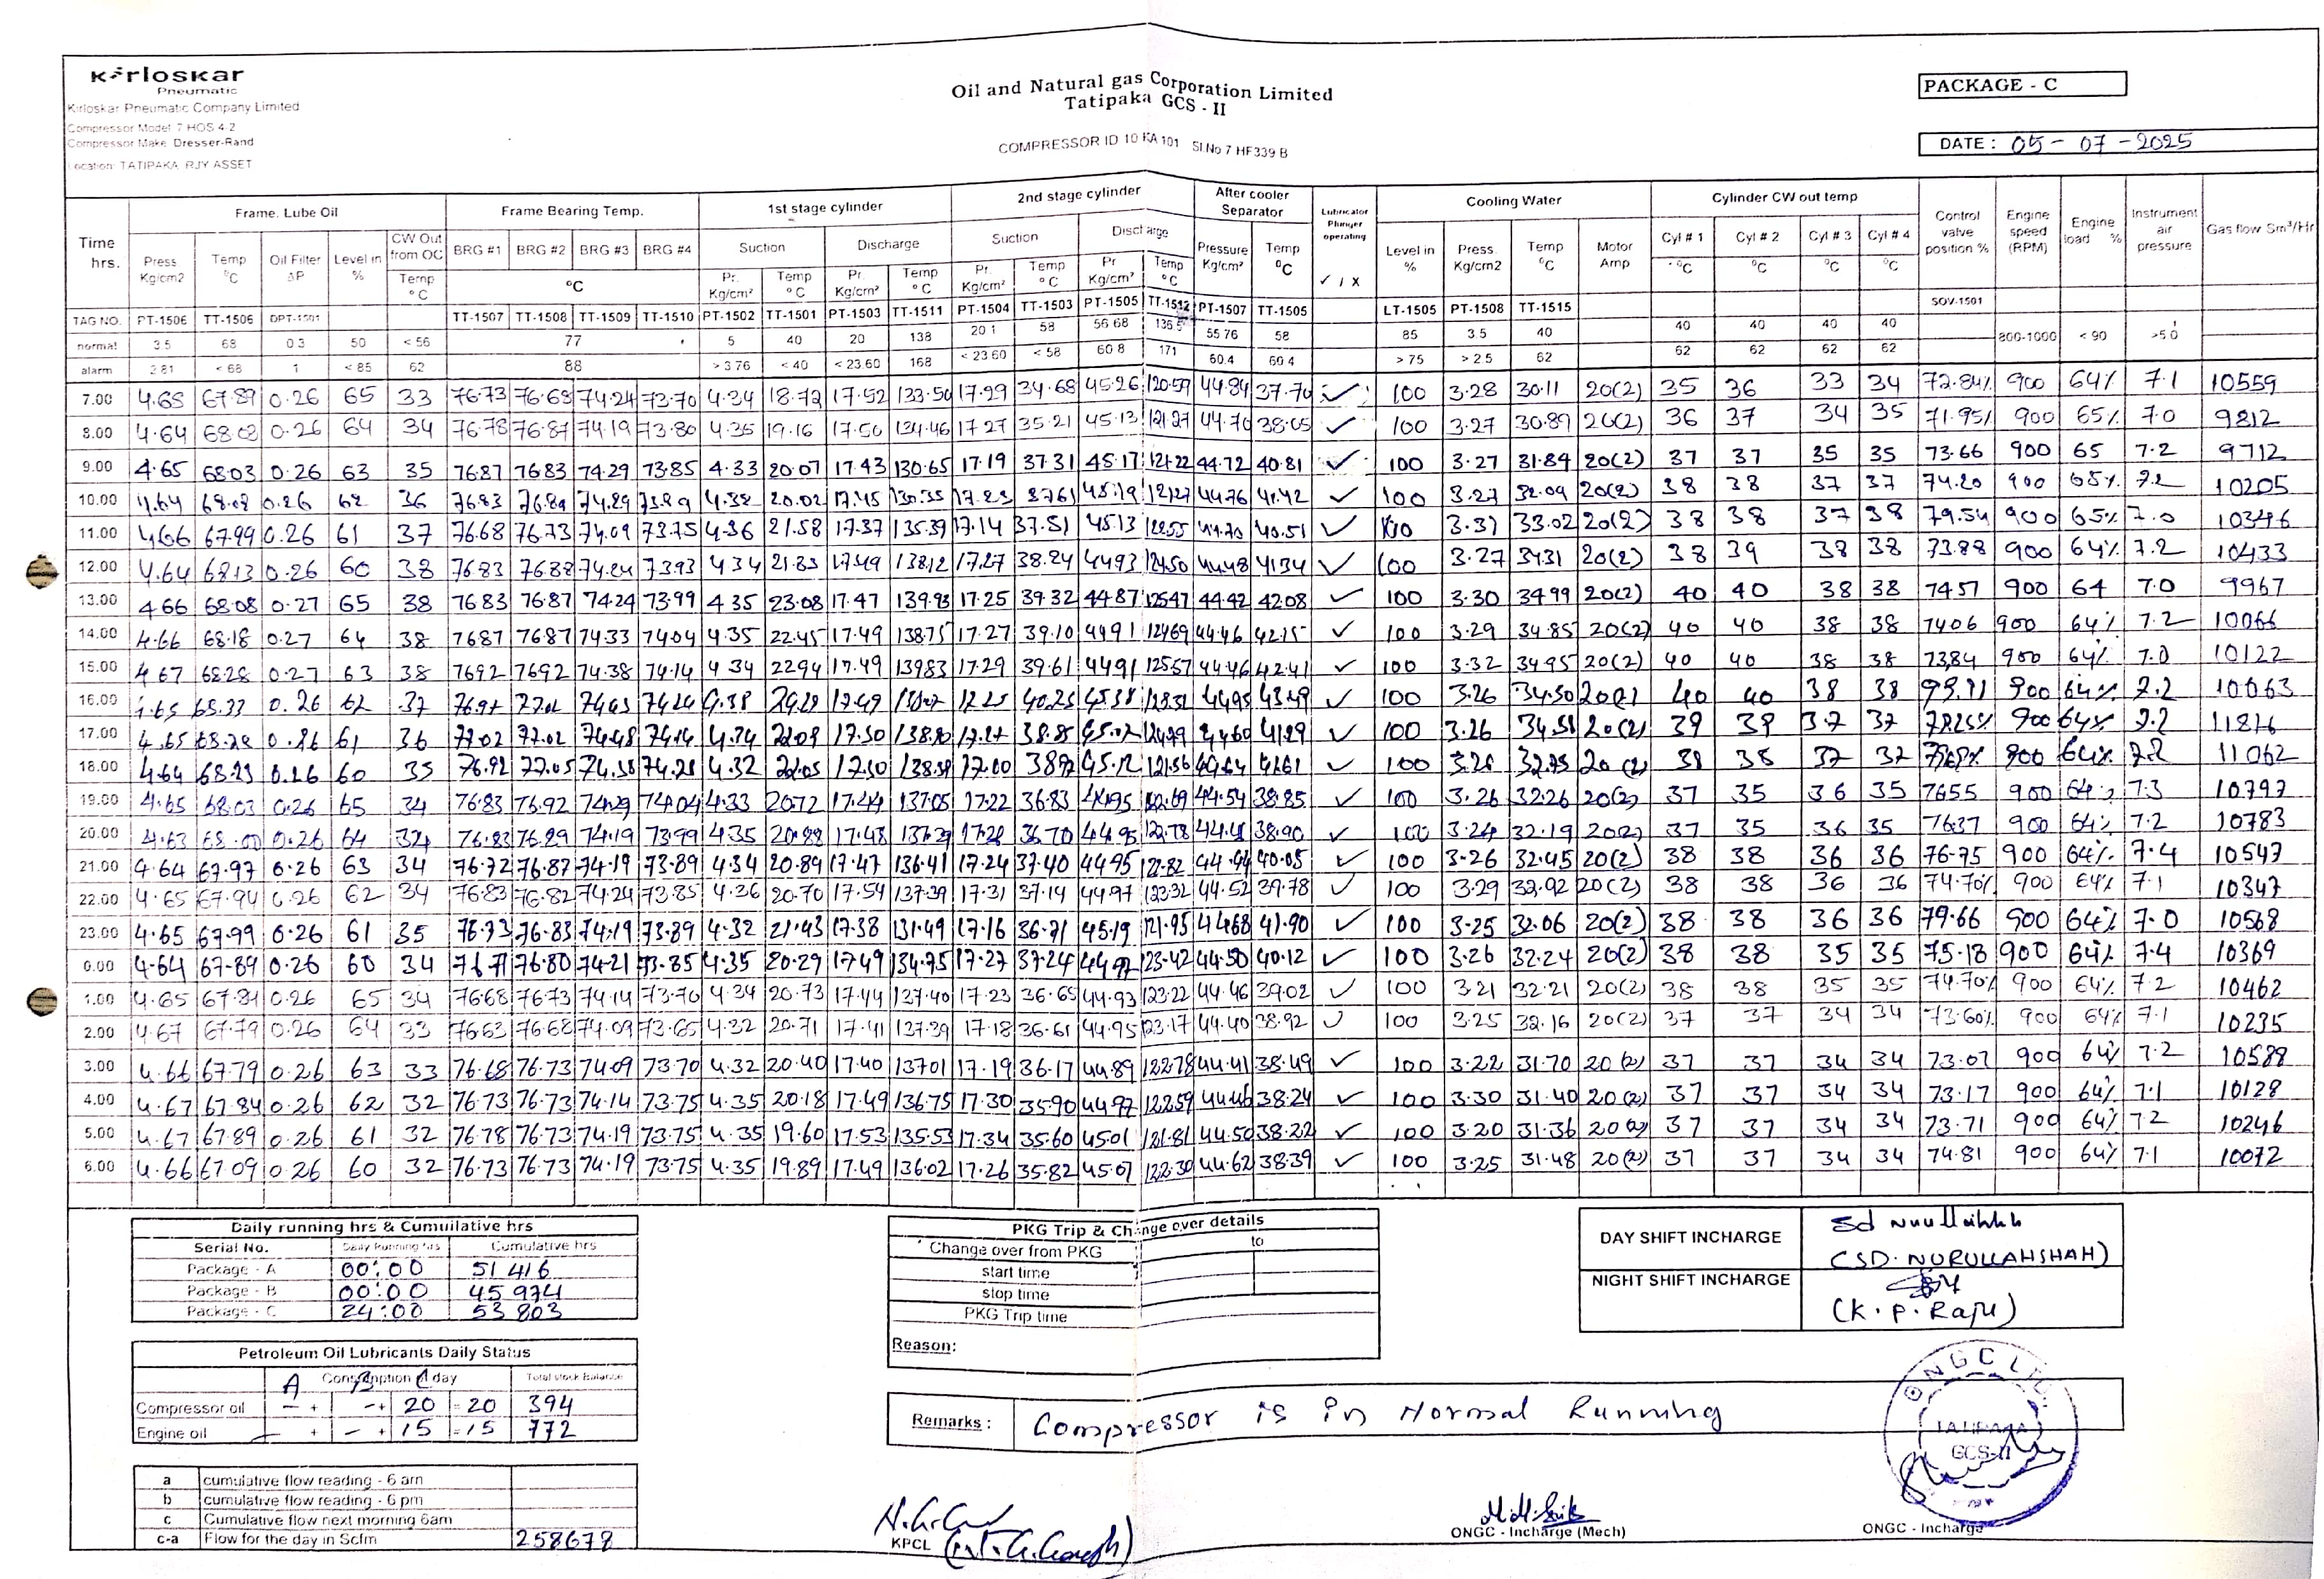 Kirloskar
Pneumatic
Kirloskar Pneumatic Company Limited
Compressor Model 7 HOS 4-2
Compressor Make Dresser-Rand
Location TATIPAKA, RJY ASSET
Oil and Natural gas Corporation Limited
Tatipaka GCS - II
COMPRESSOR ID 10 KA 101 Sl.No 7 HF339 B
PACKAGE - C
DATE : 05 - 07 - 2025
Time hrs. Frame. Lube Oil Frame Bearing Temp. 1st stage cylinder 2nd stage cylinder After cooler Separator Lubricator Plunger operating Cooling Water Cylinder CW out temp Control valve position % Engine speed (RPM) Engine load % Instrument air pressure Gas flow Sm³/Hr
Press Kg/cm2 Temp °C Oil Filter ΔP Level in % CW Out from OC Temp °C BRG #1 BRG #2 BRG #3 BRG #4 °C Suction Discharge Suction Discharge Pressure Kg/cm² Temp °C ✓ / X Level in % Press Kg/cm2 Temp °C Motor Amp Cyl # 1 °C Cyl # 2 °C Cyl # 3 °C Cyl # 4 °C
Pr. Kg/cm² Temp °C Pr. Kg/cm² Temp °C Pr. Kg/cm² Temp °C Pr Kg/cm² Temp °C
TAG NO. PT-1506 TT-1506 DPT-1501 TT-1507 TT-1508 TT-1509 TT-1510 PT-1502 TT-1501 PT-1503 TT-1511 PT-1504 TT-1503 PT-1505 TT-1512 PT-1507 TT-1505 LT-1505 PT-1508 TT-1515 SOV-1501
normal 3.5 68 0.3 50 < 56 77 5 40 20 138 20.1 58 56.68 136.5 55.76 58 85 3.5 40 40 40 40 40 800-1000 < 90 >5.0
alarm 2.81 < 68 1 < 85 62 88 > 3.76 < 40 < 23.60 168 < 23.60 < 58 60.8 171 60.4 60.4 > 75 > 2.5 62 62 62 62 62
7.00 4.65 67.89 0.26 65 33 76.73 76.68 74.24 73.70 4.34 18.72 17.52 133.50 17.29 34.68 45.26 120.59 44.84 37.70 ✓ 100 3.28 30.11 20(2) 35 36 33 34 72.84% 900 64% 7.1 10559
8.00 4.64 68.08 0.26 64 34 76.78 76.87 74.19 73.80 4.35 19.16 17.50 134.46 17.27 35.21 45.13 121.27 44.70 38.05 ✓ 100 3.27 30.89 20(2) 36 37 34 35 71.95% 900 65% 7.0 9812
9.00 4.65 68.03 0.26 63 35 76.87 76.83 74.29 73.85 4.33 20.07 17.43 130.65 17.19 37.31 45.17 121.22 44.72 40.81 ✓ 100 3.27 31.84 20(2) 37 37 35 35 73.66 900 65 7.2 9712
10.00 4.64 68.08 0.26 62 36 76.83 74.29 4.32 20.02 17.45 130.35 17.23 37.61 45.19 121.27 44.76 41.42 ✓ 100 3.27 32.09 20(2) 38 38 37 37 74.20 900 65% 7.2 10205
11.00 4.66 67.99 0.26 61 37 76.68 76.73 74.09 73.75 4.36 21.58 17.37 135.39 17.14 37.51 45.13 44.70 40.51 ✓ 100 3.31 33.02 20(2) 38 38 37 38 79.54 900 65% 7.0 10346
12.00 4.64 68.13 0.26 60 38 76.83 76.88 74.24 73.93 4.34 21.83 17.49 138.12 17.27 38.24 44.93 124.50 44.48 41.34 ✓ 100 3.27 34.31 20(2) 38 39 38 38 73.88 900 64% 7.2 10433
13.00 4.66 68.08 0.27 65 38 76.83 76.87 74.24 73.99 4.35 23.08 17.47 139.93 17.25 39.32 44.87 125.47 44.42 42.08 ✓ 100 3.30 34.99 20(2) 40 40 38 38 74.57 900 64 7.0 9967
14.00 4.66 68.18 0.27 64 38 76.87 76.87 74.33 74.04 4.35 22.45 17.49 138.75 17.27 39.10 44.91 124.69 44.46 42.15 ✓ 100 3.29 34.85 20(2) 40 40 38 38 74.06 900 64% 7.2 10066
15.00 4.67 68.28 0.27 63 38 76.92 76.92 74.38 74.14 4.34 22.94 17.49 139.83 17.29 39.61 44.91 125.57 44.46 42.41 ✓ 100 3.32 34.95 20(2) 40 40 38 38 73.84 900 64% 7.0 10122
16.00 4.65 68.33 0.26 62 37 76.97 77.02 74.43 74.24 4.38 24.28 17.49 17.25 40.25 45.38 44.95 43.49 ✓ 100 3.26 34.50 20(2) 40 40 38 38 900 64% 7.2 10063
17.00 4.65 68.28 0.26 61 36 77.02 77.02 74.48 74.14 4.34 22.09 17.50 138.80 38.85 45.02 124.79 44.60 41.29 ✓ 100 3.26 34.51 20(2) 39 39 37 37 900 64% 7.2 11816
18.00 4.64 68.23 0.26 60 35 76.92 77.05 74.38 74.28 4.32 22.05 17.50 138.39 17.00 38.92 45.12 121.56 44.64 41.61 ✓ 100 3.28 32.75 20(2) 38 38 37 37 900 64% 7.2 11062
19.00 4.65 68.03 0.26 65 34 76.83 76.92 74.29 74.04 4.33 20.72 17.44 137.05 17.22 36.83 44.95 122.69 44.54 38.85 ✓ 100 3.26 32.26 20(2) 37 35 36 35 76.55 900 64% 7.3 10797
20.00 4.63 68.00 0.26 64 34 76.83 76.89 74.19 73.99 4.35 20.88 17.48 137.29 17.28 36.70 44.95 122.78 44.48 38.90 ✓ 100 3.24 32.19 20(2) 37 35 36 35 76.37 900 64% 7.2 10783
21.00 4.64 67.97 0.26 63 34 76.72 76.87 74.19 73.89 4.34 20.89 17.47 136.41 17.24 37.40 44.95 122.82 44.94 40.05 ✓ 100 3.26 32.45 20(2) 38 38 36 36 76.75 900 64% 7.4 10547
22.00 4.65 67.94 0.26 62 34 76.83 76.82 74.24 73.85 4.36 20.70 17.54 137.39 17.31 37.14 44.97 123.32 44.52 39.78 ✓ 100 3.29 32.02 20(2) 38 38 36 36 74.70% 900 64% 7.1 10347
23.00 4.65 67.99 0.26 61 35 76.73 76.83 74.19 73.89 4.32 21.43 17.38 131.49 17.16 36.71 45.19 121.95 44.68 41.90 ✓ 100 3.25 32.06 20(2) 38 38 36 36 79.66 900 64% 7.0 10568
0.00 4.64 67.89 0.26 60 34 76.71 76.80 74.21 73.85 4.35 20.29 17.49 134.75 17.27 37.24 44.97 123.42 44.50 40.12 ✓ 100 3.26 32.24 20(2) 38 38 35 35 75.18 900 64% 7.4 10369
1.00 4.65 67.81 0.26 65 34 76.68 76.73 74.14 73.70 4.34 20.73 17.44 137.40 17.23 36.65 44.93 123.22 44.46 39.02 ✓ 100 3.21 32.21 20(2) 38 38 35 35 74.70% 900 64% 7.2 10462
2.00 4.67 67.79 0.26 64 33 76.63 76.68 74.09 73.65 4.32 20.71 17.41 137.39 17.18 36.61 44.95 123.17 44.40 38.92 ✓ 100 3.25 32.16 20(2) 37 37 34 34 73.60% 900 64% 7.1 10235
3.00 4.66 67.79 0.26 63 33 76.68 76.73 74.09 73.70 4.32 20.40 17.40 137.01 17.19 36.17 44.89 122.78 44.41 38.49 ✓ 100 3.22 31.70 20(2) 37 37 34 34 73.07 900 64% 7.2 10588
4.00 4.67 67.84 0.26 62 32 76.73 76.73 74.14 73.75 4.35 20.18 17.49 136.75 17.30 35.90 44.97 122.59 44.46 38.24 ✓ 100 3.30 31.40 20(2) 37 37 34 34 73.17 900 64% 7.1 10128
5.00 4.67 67.89 0.26 61 32 76.78 76.73 74.19 73.75 4.35 19.60 17.53 135.53 17.34 35.60 45.01 121.81 44.50 38.22 ✓ 100 3.20 31.36 20(2) 37 37 34 34 73.71 900 64% 7.2 10246
6.00 4.66 67.09 0.26 60 32 76.73 76.73 74.19 73.75 4.35 19.89 17.49 136.02 17.26 35.82 45.07 122.30 44.62 38.39 ✓ 100 3.25 31.48 20(2) 37 37 34 34 74.81 900 64% 7.1 10072
Daily running hrs & Cumulative hrs
Serial No. Daily Running hrs Cumulative hrs
Package - A 00:00 51 416
Package - B 00:00 45 974
Package - C 24:00 53 803
Petroleum Oil Lubricants Daily Status
Consumption / day Total stock Balance
A B C
Compressor oil - + - + 20 = 20 394
Engine oil - + - + 15 = 15 772
a cumulative flow reading - 6 am
b cumulative flow reading - 6 pm
c Cumulative flow next morning 6am
c-a Flow for the day in Scfm 258678
PKG Trip & Change over details
Change over from PKG to
start time
stop time
PKG Trip time
Reason:
Remarks : Compressor is in Normal Running
DAY SHIFT INCHARGE
(SD. NURULLAHSHAH)
NIGHT SHIFT INCHARGE
(K. P. Raju)
KPCL
ONGC - Incharge (Mech)
ONGC LTD.
TATIPAKA
GCS-II
ONGC - Incharge